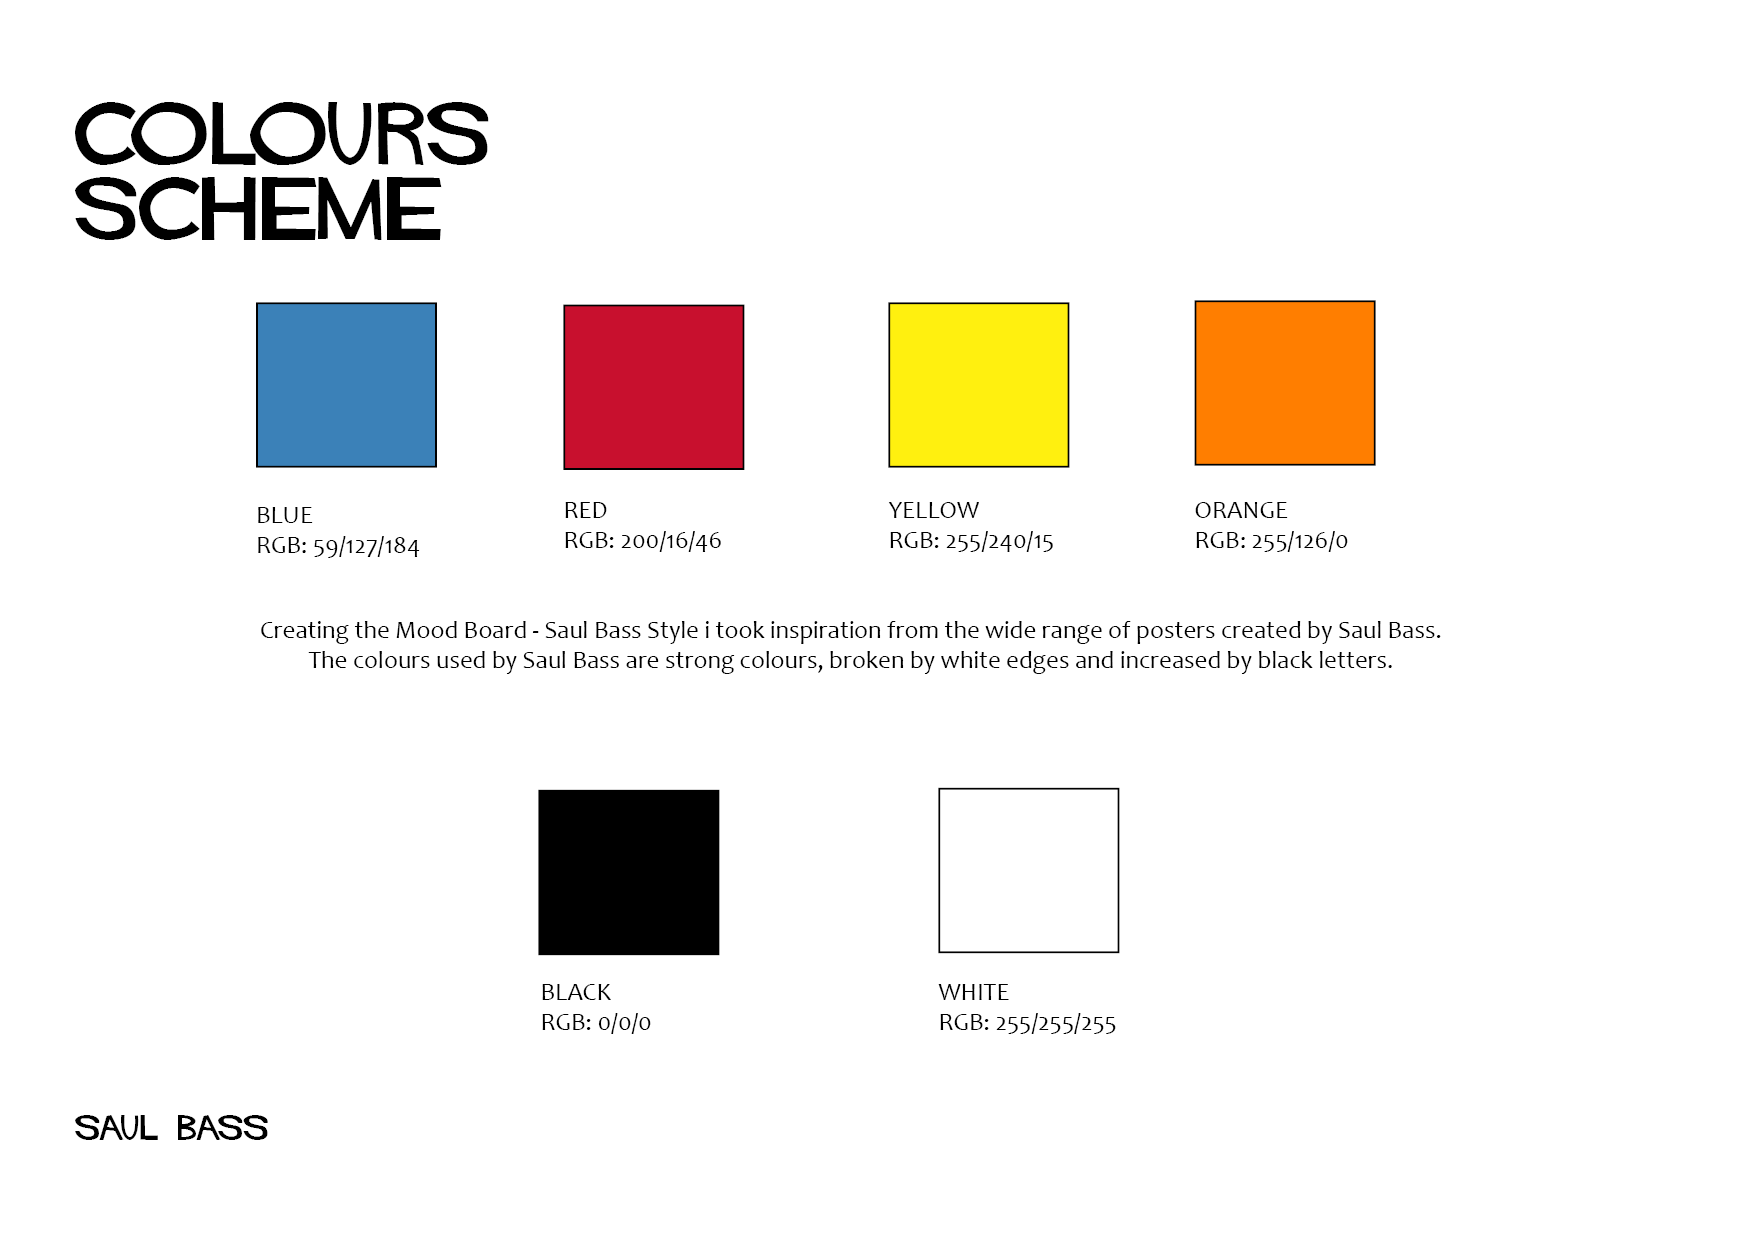 COLOURS
SCHEME
BLUE
RGB: 59/127/184
RED
RGB: 200/16/46
YELLOW
RGB: 255/240/15
ORANGE
RGB: 255/126/0
Creating the Mood Board - Saul Bass Style i took inspiration from the wide range of posters created by Saul Bass.
The colours used by Saul Bass are strong colours, broken by white edges and increased by black letters.
BLACK
RGB: 0/0/0
WHITE
RGB: 255/255/255
SAUL BASS